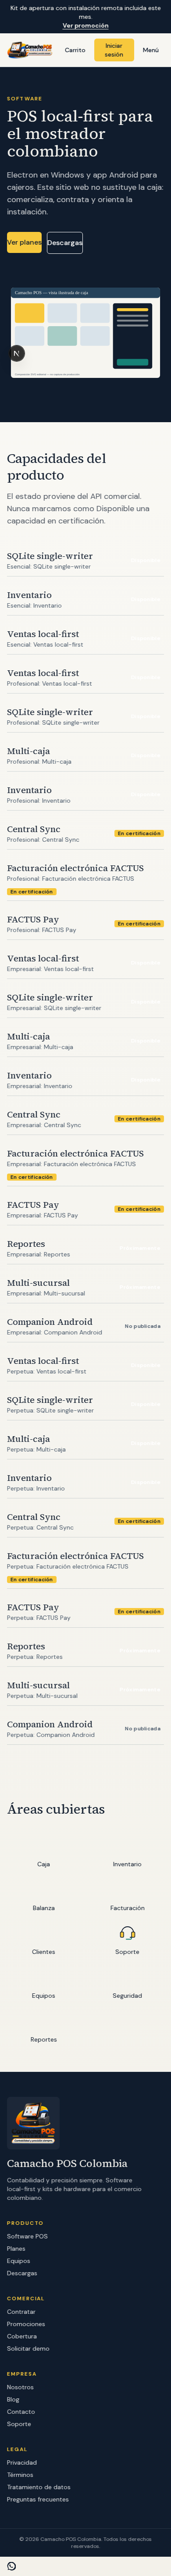 Kit de apertura con instalación remota incluida este
mes.
Ver promoción
Carrito
Iniciar
sesión
Menú
SOFTWARE
POS local-first para
el mostrador
colombiano
Electron en Windows y app Android para
cajeros. Este sitio web no sustituye la caja:
comercializa, contrata y orienta la
instalación.
Ver planes
Descargas
Camacho POS — vista ilustrada de caja
N
Capacidades del
producto
El estado proviene del API comercial.
Nunca marcamos como Disponible una
capacidad en certificación.
SQLite single-writer
Esencial: SQLite single-writer
Inventario
Esencial: Inventario
Ventas local-first
Esencial: Ventas local-first
Ventas local-first
Profesional: Ventas local-first
SQLite single-writer
Profesional: SQLite single-writer
Multi-caja
Profesional: Multi-caja
Inventario
Profesional: Inventario
Central Sync
Profesional: Central Sync
En certificación
Facturación electrónica FACTUS
Profesional: Facturación electrónica FACTUS
En certificación
FACTUS Pay
Profesional: FACTUS Pay
En certificación
Ventas local-first
Empresarial: Ventas local-first
SQLite single-writer
Empresarial: SQLite single-writer
Multi-caja
Empresarial: Multi-caja
Inventario
Empresarial: Inventario
Central Sync
Empresarial: Central Sync
En certificación
Facturación electrónica FACTUS
Empresarial: Facturación electrónica FACTUS
En certificación
FACTUS Pay
Empresarial: FACTUS Pay
En certificación
Reportes
Empresarial: Reportes
Multi-sucursal
Empresarial: Multi-sucursal
Companion Android
Empresarial: Companion Android
No publicada
Ventas local-first
Perpetua: Ventas local-first
SQLite single-writer
Perpetua: SQLite single-writer
Multi-caja
Perpetua: Multi-caja
Inventario
Perpetua: Inventario
Central Sync
Perpetua: Central Sync
En certificación
Facturación electrónica FACTUS
Perpetua: Facturación electrónica FACTUS
En certificación
FACTUS Pay
Perpetua: FACTUS Pay
En certificación
Reportes
Perpetua: Reportes
Multi-sucursal
Perpetua: Multi-sucursal
Companion Android
Perpetua: Companion Android
No publicada
Áreas cubiertas
Caja
Inventario
Balanza
Facturación
Clientes
Soporte
Equipos
Seguridad
Reportes
Camacho POS Colombia
Contabilidad y precisión siempre. Software
local-first y kits de hardware para el comercio
colombiano.
PRODUCTO
Software POS
Planes
Equipos
Descargas
COMERCIAL
Contratar
Promociones
Cobertura
Solicitar demo
EMPRESA
Nosotros
Blog
Contacto
Soporte
LEGAL
Privacidad
Términos
Tratamiento de datos
Preguntas frecuentes
© 2026 Camacho POS Colombia. Todos los derechos
reservados.